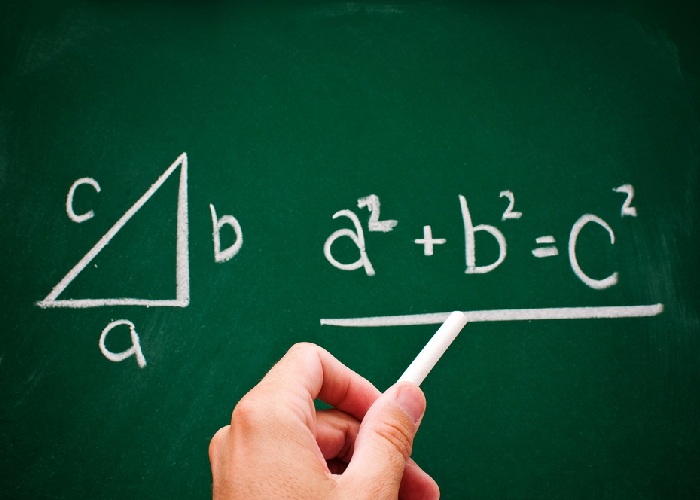 c
b
a
a² + b² = c²